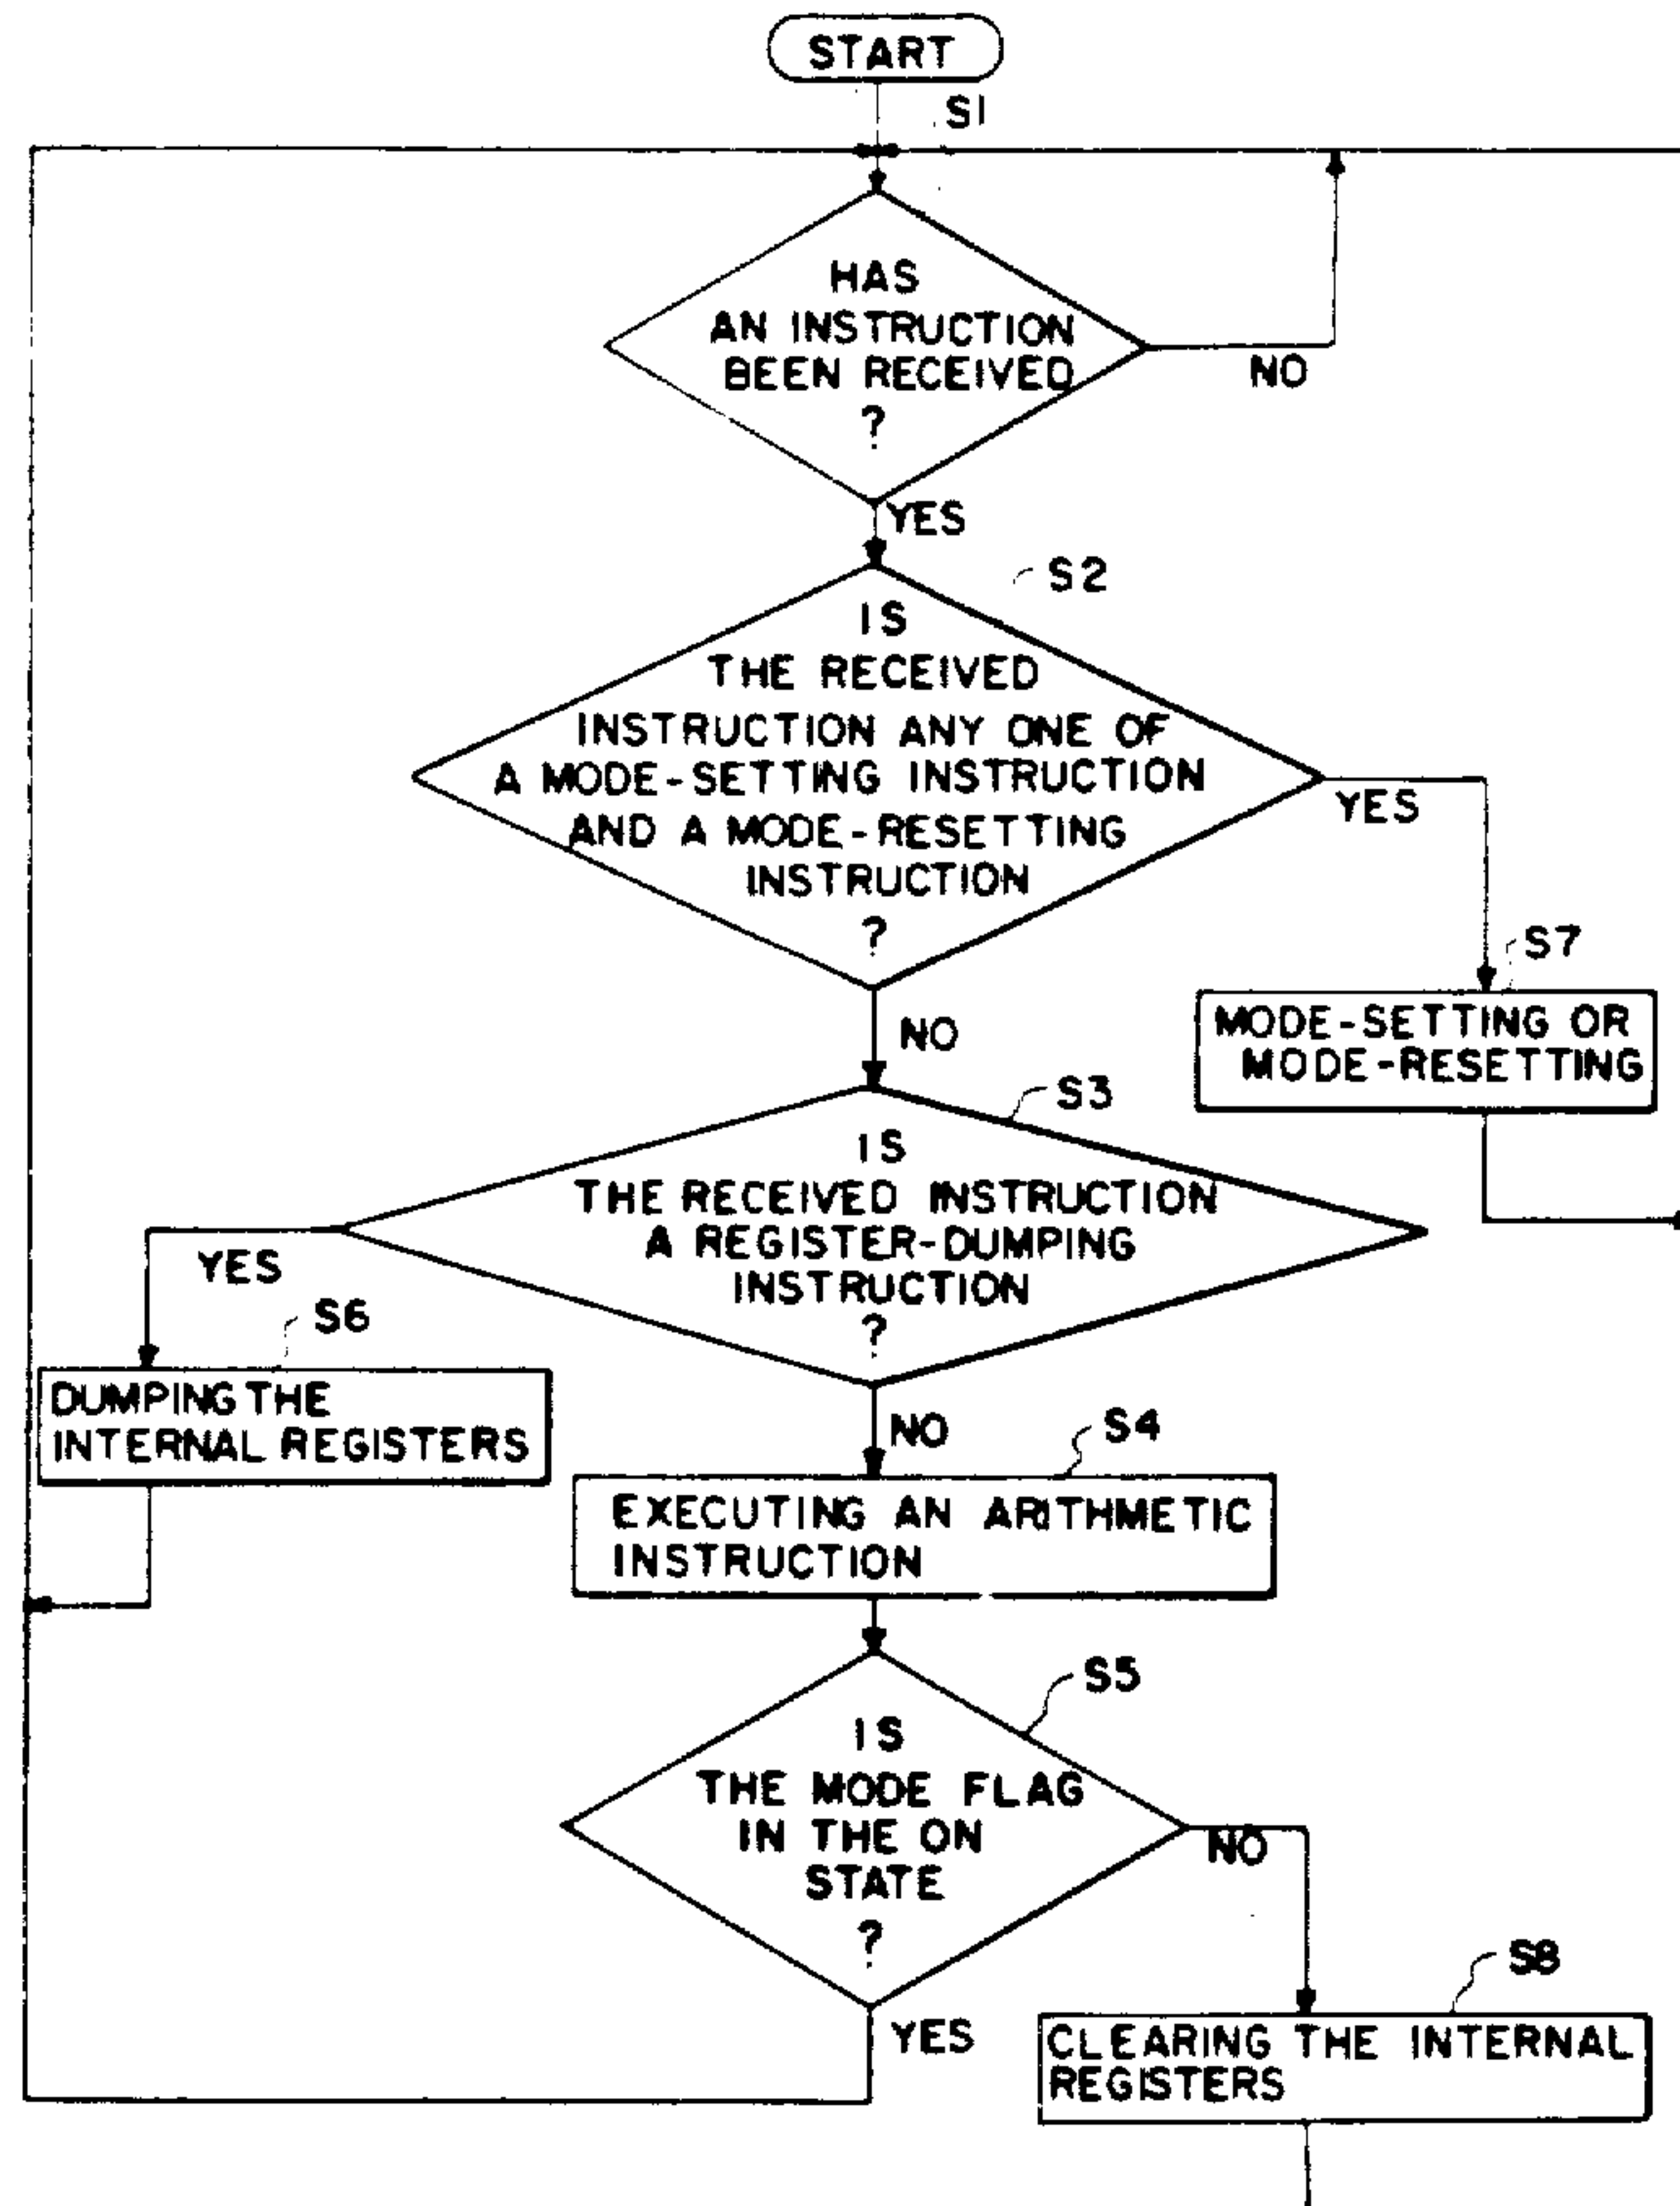 START
S1
HAS
AN INSTRUCTION
BEEN RECEIVED
?
NO
YES
S2
IS
THE RECEIVED
INSTRUCTION ANY ONE OF
A MODE-SETTING INSTRUCTION
AND A MODE-RESETTING
INSTRUCTION
?
YES
NO
S7
MODE-SETTING OR
MODE-RESETTING
S3
IS
THE RECEIVED INSTRUCTION
A REGISTER-DUMPING
INSTRUCTION
?
YES
S6
DUMPING THE
INTERNAL REGISTERS
NO
S4
EXECUTING AN ARITHMETIC
INSTRUCTION
S5
IS
THE MODE FLAG
IN THE ON
STATE
?
NO
YES
S8
CLEARING THE INTERNAL
REGISTERS